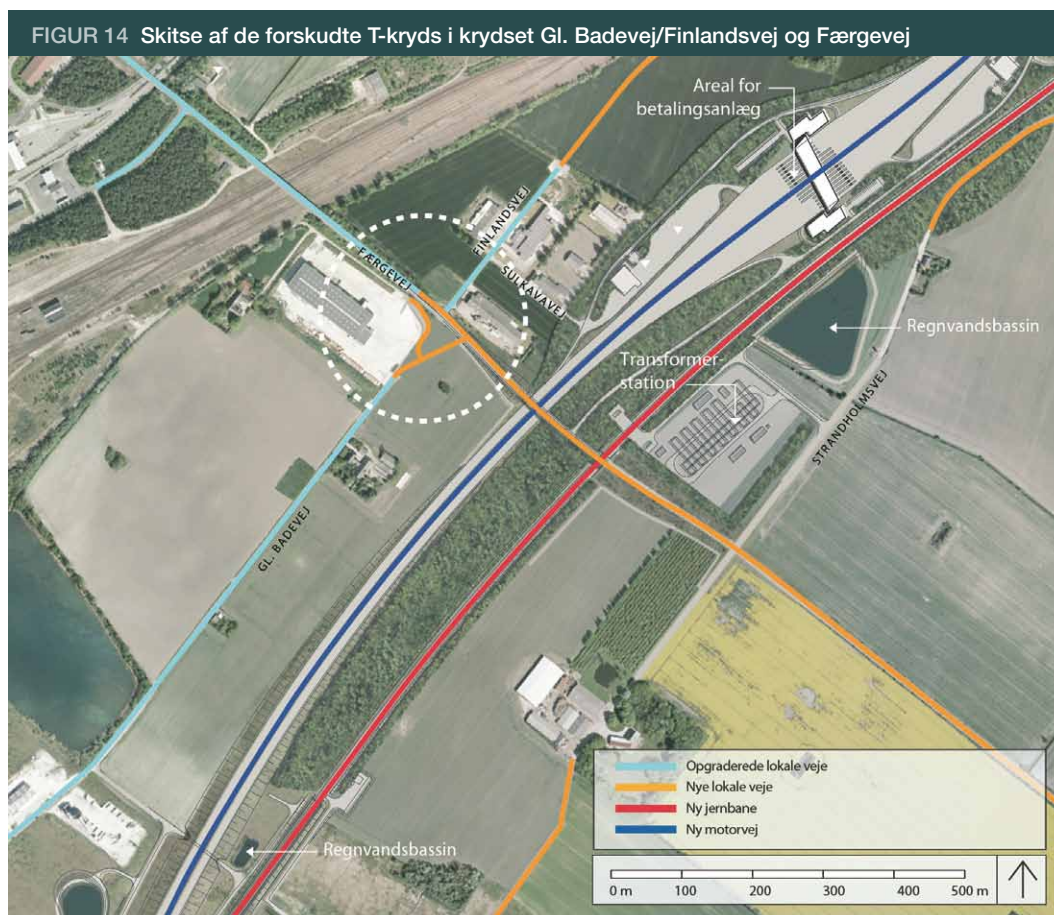 FIGUR 14 Skitse af de forskudte T-kryds i krydset Gl. Badevej/Finlandsvej og Færgevej
Areal for
betalingsanlæg
FINLANDSVEJ
FÆRGEVEJ
SULKAVAVEJ
Regnvandsbassin
Transformer-
station
STRANDHOLMSVEJ
GL. BADEVEJ
Regnvandsbassin
Opgraderede lokale veje
Nye lokale veje
Ny jernbane
Ny motorvej
0 m 100 200 300 400 500 m